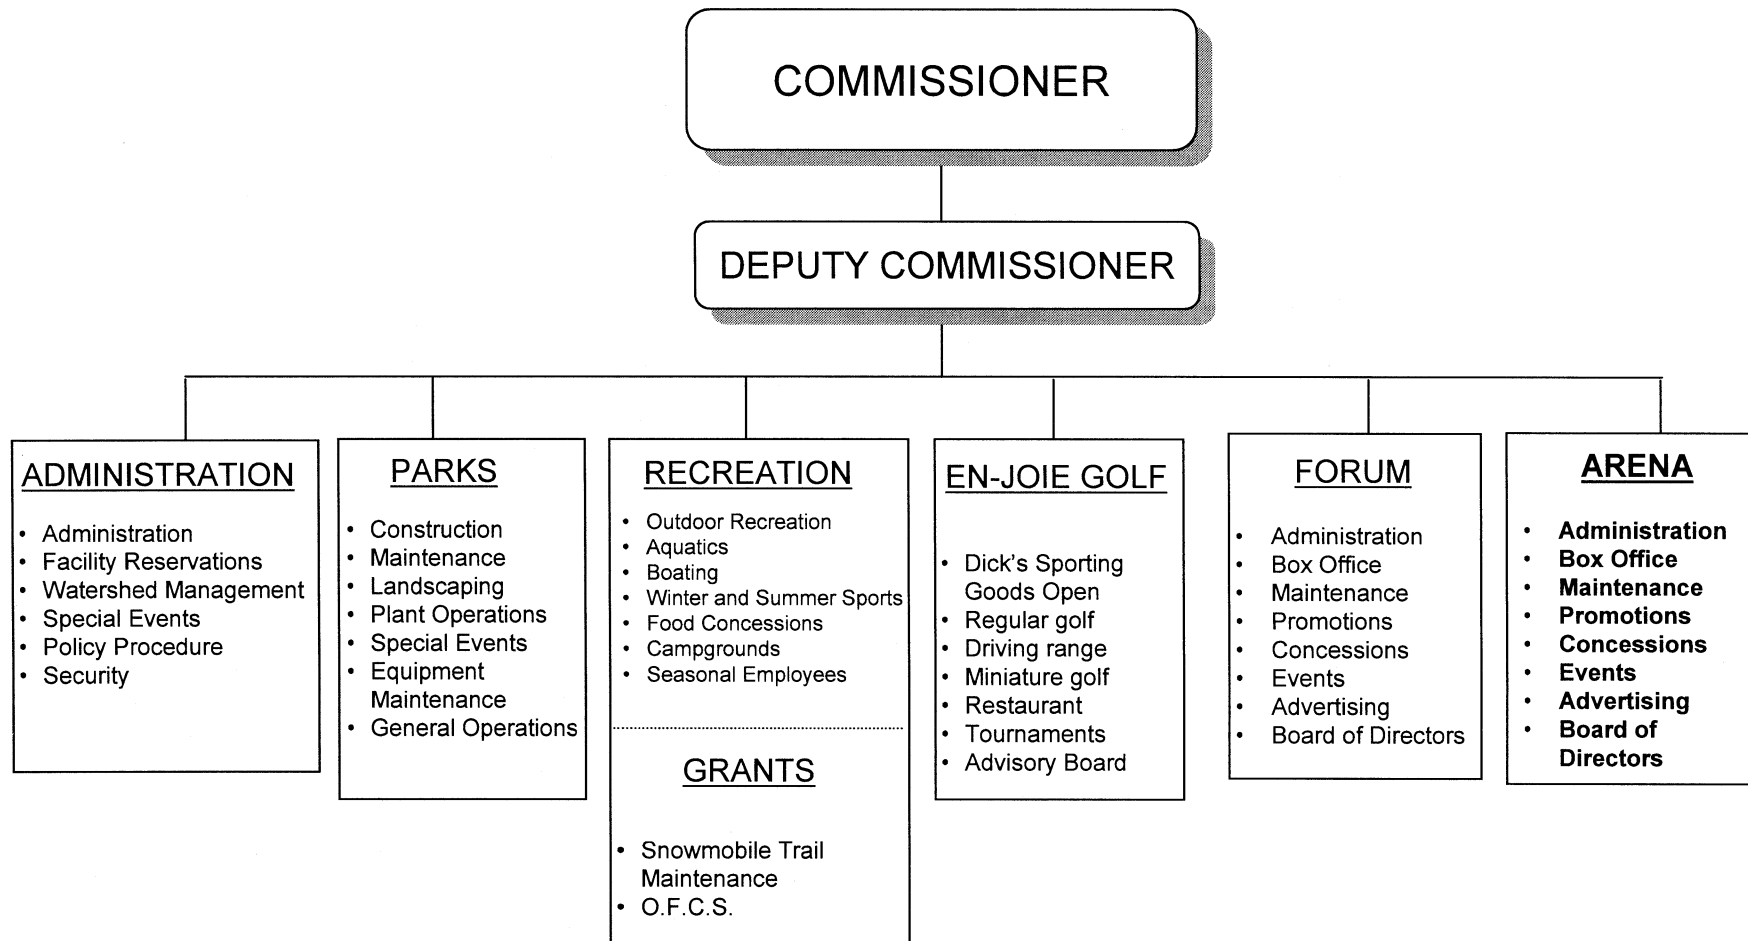 COMMISSIONER
DEPUTY COMMISSIONER
ADMINISTRATION
• Administration
• Facility Reservations
• Watershed Management
• Special Events
• Policy Procedure
• Security
PARKS
• Construction
• Maintenance
• Landscaping
• Plant Operations
• Special Events
• Equipment
Maintenance
• General Operations
RECREATION
• Outdoor Recreation
• Aquatics
• Boating
• Winter and Summer Sports
• Food Concessions
• Campgrounds
• Seasonal Employees
GRANTS
• Snowmobile Trail
Maintenance
• O.F.C.S.
EN-JOIE GOLF
• Dick's Sporting
Goods Open
• Regular golf
• Driving range
• Miniature golf
• Restaurant
• Tournaments
• Advisory Board
FORUM
• Administration
• Box Office
• Maintenance
• Promotions
• Concessions
• Events
• Advertising
• Board of Directors
ARENA
• Administration
• Box Office
• Maintenance
• Promotions
• Concessions
• Events
• Advertising
• Board of
Directors